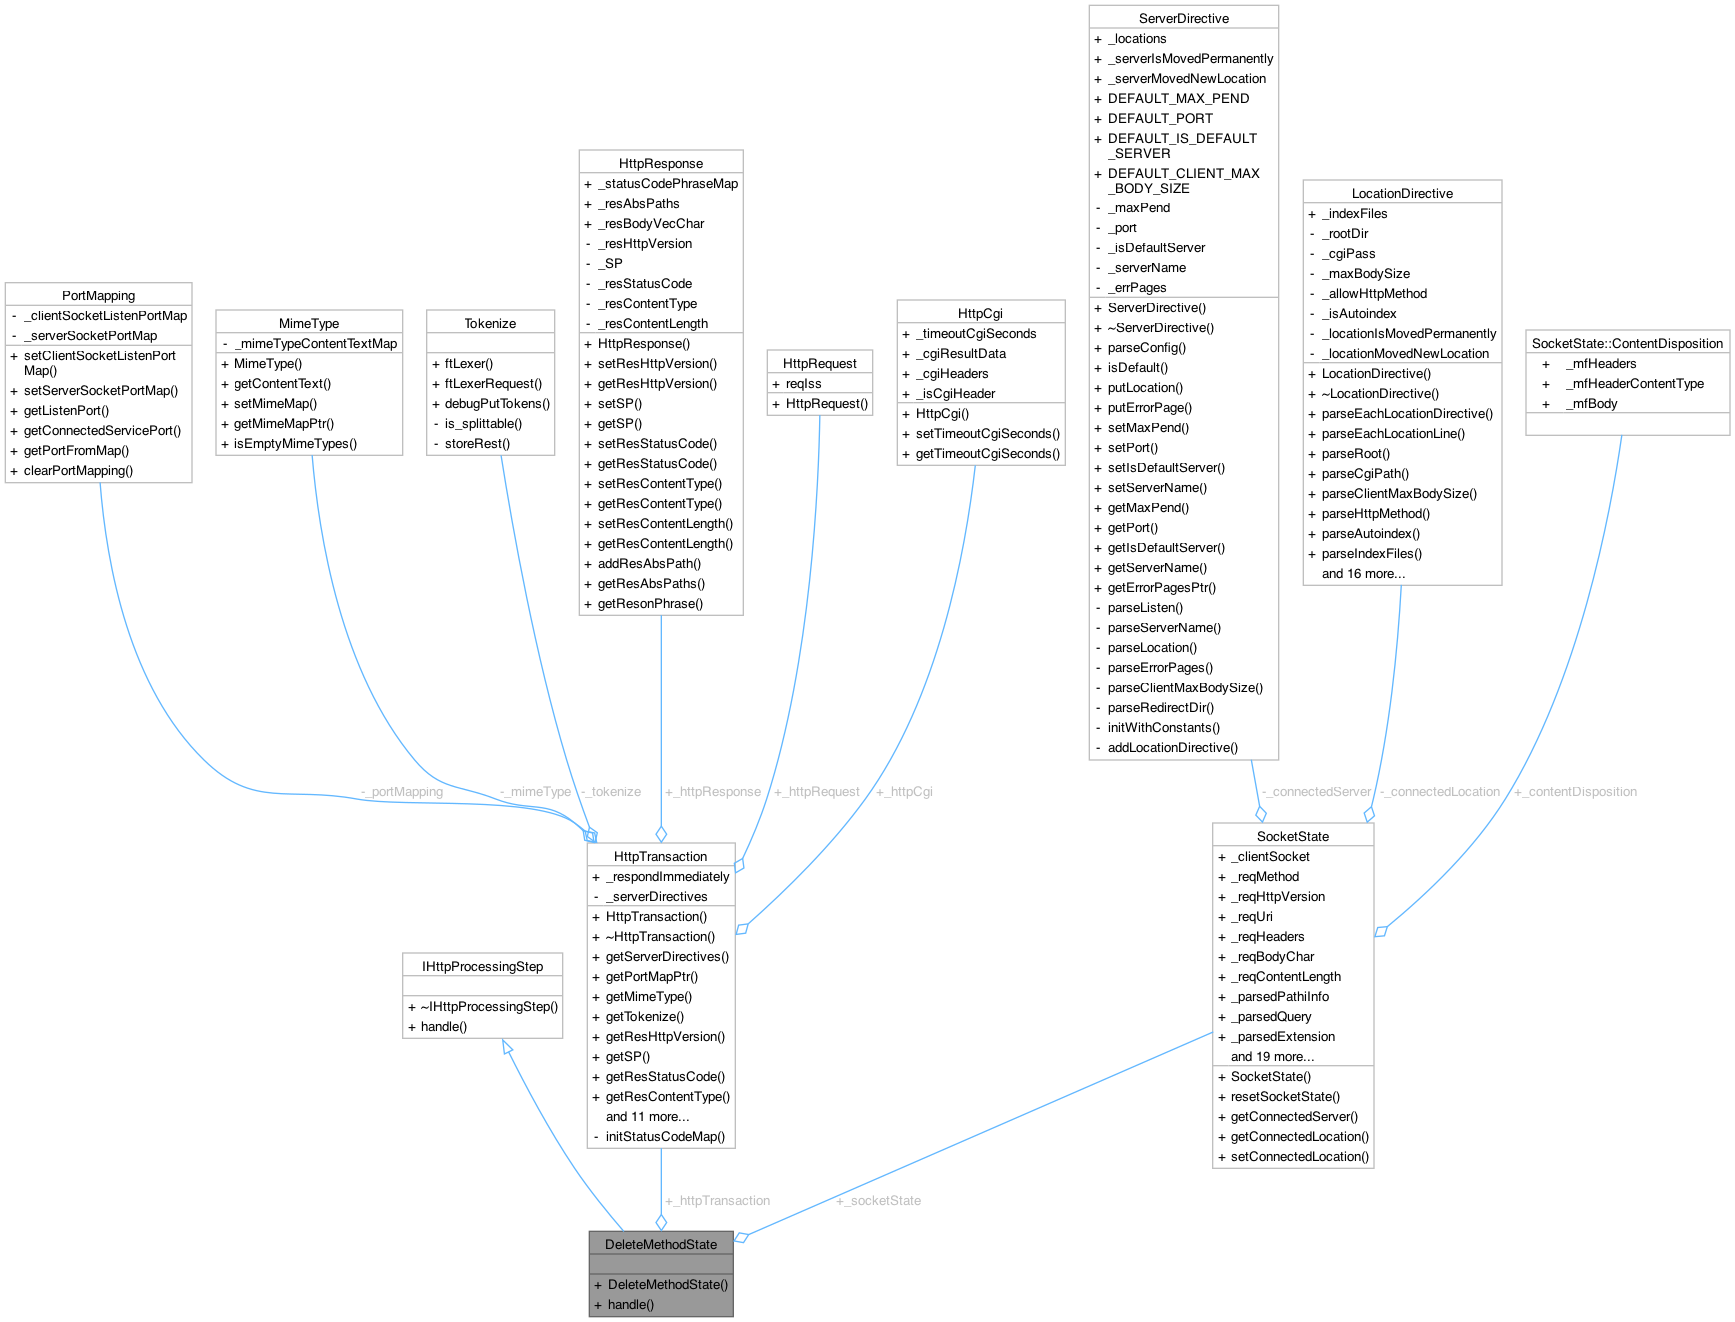 ServerDirective
+ _locations
+ _serverIsMovedPermanently
+ _serverMovedNewLocation
+ DEFAULT_MAX_PEND
+ DEFAULT_PORT
+ DEFAULT_IS_DEFAULT
_SERVER
+ DEFAULT_CLIENT_MAX
_BODY_SIZE
- _maxPend
- _port
- _isDefaultServer
- _serverName
- _errPages
+ ServerDirective()
+ ~ServerDirective()
+ parseConfig()
+ isDefault()
+ putLocation()
+ putErrorPage()
+ setMaxPend()
+ setPort()
+ setIsDefaultServer()
+ setServerName()
+ getMaxPend()
+ getPort()
+ getIsDefaultServer()
+ getServerName()
+ getErrorPagesPtr()
- parseListen()
- parseServerName()
- parseLocation()
- parseErrorPages()
- parseClientMaxBodySize()
- parseRedirectDir()
- initWithConstants()
- addLocationDirective()
HttpResponse
+ _statusCodePhraseMap
+ _resAbsPaths
+ _resBodyVecChar
- _resHttpVersion
- _SP
- _resStatusCode
- _resContentType
- _resContentLength
+ HttpResponse()
+ setResHttpVersion()
+ getResHttpVersion()
+ setSP()
+ getSP()
+ setResStatusCode()
+ getResStatusCode()
+ setResContentType()
+ getResContentType()
+ setResContentLength()
+ getResContentLength()
+ addResAbsPath()
+ getResAbsPaths()
+ getResonPhrase()
LocationDirective
+ _indexFiles
- _rootDir
- _cgiPass
- _maxBodySize
- _allowHttpMethod
- _isAutoindex
- _locationIsMovedPermanently
- _locationMovedNewLocation
+ LocationDirective()
+ ~LocationDirective()
+ parseEachLocationDirective()
+ parseEachLocationLine()
+ parseRoot()
+ parseCgiPath()
+ parseClientMaxBodySize()
+ parseHttpMethod()
+ parseAutoindex()
+ parseIndexFiles()
and 16 more...
PortMapping
- _clientSocketListenPortMap
- _serverSocketPortMap
+ setClientSocketListenPort
Map()
+ setServerSocketPortMap()
+ getListenPort()
+ getConnectedServicePort()
+ getPortFromMap()
+ clearPortMapping()
MimeType
- _mimeTypeContentTextMap
+ MimeType()
+ getContentText()
+ setMimeMap()
+ getMimeMapPtr()
+ isEmptyMimeTypes()
Tokenize
+ ftLexer()
+ ftLexerRequest()
+ debugPutTokens()
- is_splittable()
- storeRest()
HttpRequest
+ reqIss
+ HttpRequest()
HttpCgi
+ _timeoutCgiSeconds
+ _cgiResultData
+ _cgiHeaders
+ _isCgiHeader
+ HttpCgi()
+ setTimeoutCgiSeconds()
+ getTimeoutCgiSeconds()
SocketState::ContentDisposition
+ _mfHeaders
+ _mfHeaderContentType
+ _mfBody
-_portMapping
-_mimeType
-_tokenize
+_httpResponse
+_httpRequest
+_httpCgi
-_connectedServer
-_connectedLocation
+_contentDisposition
HttpTransaction
+ _respondImmediately
- _serverDirectives
+ HttpTransaction()
+ ~HttpTransaction()
+ getServerDirectives()
+ getPortMapPtr()
+ getMimeType()
+ getTokenize()
+ getResHttpVersion()
+ getSP()
+ getResStatusCode()
+ getResContentType()
and 11 more...
- initStatusCodeMap()
SocketState
+ _clientSocket
+ _reqMethod
+ _reqHttpVersion
+ _reqUri
+ _reqHeaders
+ _reqBodyChar
+ _reqContentLength
+ _parsedPathiInfo
+ _parsedQuery
+ _parsedExtension
and 19 more...
+ SocketState()
+ resetSocketState()
+ getConnectedServer()
+ getConnectedLocation()
+ setConnectedLocation()
IHttpProcessingStep
+ ~IHttpProcessingStep()
+ handle()
+_httpTransaction
+_socketState
DeleteMethodState
+ DeleteMethodState()
+ handle()